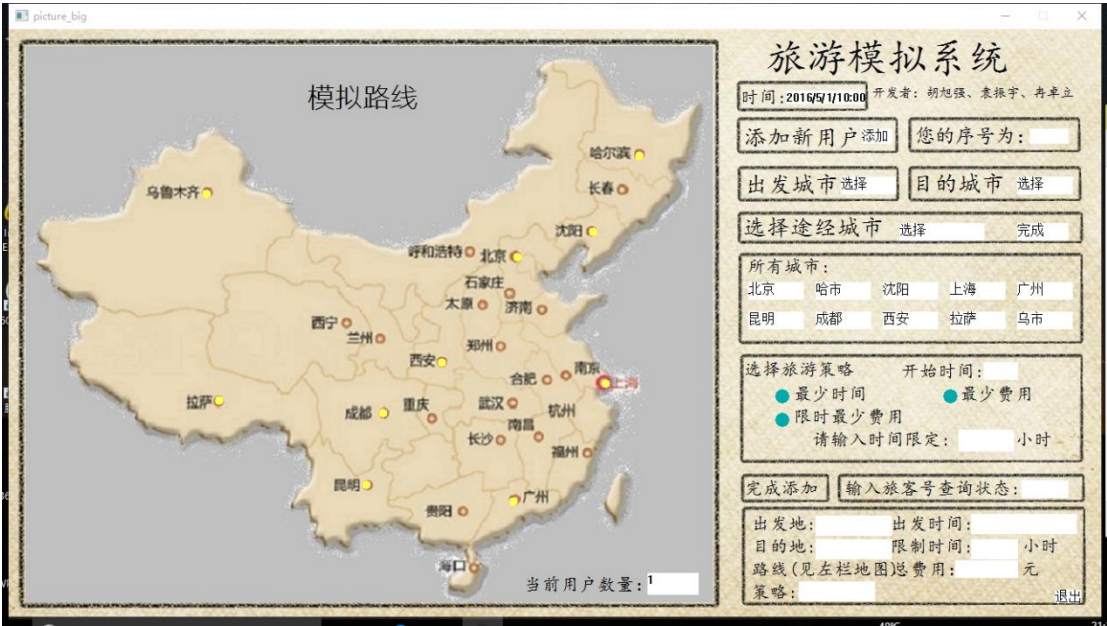 picture_big
模拟路线
哈尔滨
乌鲁木齐
长春
沈阳
呼和浩特
北京
石家庄
太原
济南
西宁
兰州
郑州
西安
南京
合肥
上海
拉萨
成都
重庆
武汉
杭州
南昌
长沙
福州
昆明
广州
贵阳
海口
当前用户数量:1
旅游模拟系统
时间:2016/5/1/10:00
开发者：胡旭强、袁振宇、冉卓立
添加新用户 添加
您的序号为:
出发城市 选择
目的城市 选择
选择途经城市 选择 完成
所有城市:
北京 哈市 沈阳 上海 广州
昆明 成都 西安 拉萨 乌市
选择旅游策略 开始时间:
最少时间 最少费用
限时最少费用
请输入时间限定: 小时
完成添加 输入旅客号查询状态:
出发地: 出发时间:
目的地: 限制时间: 小时
路线(见左栏地图)总费用: 元
策略:
退出